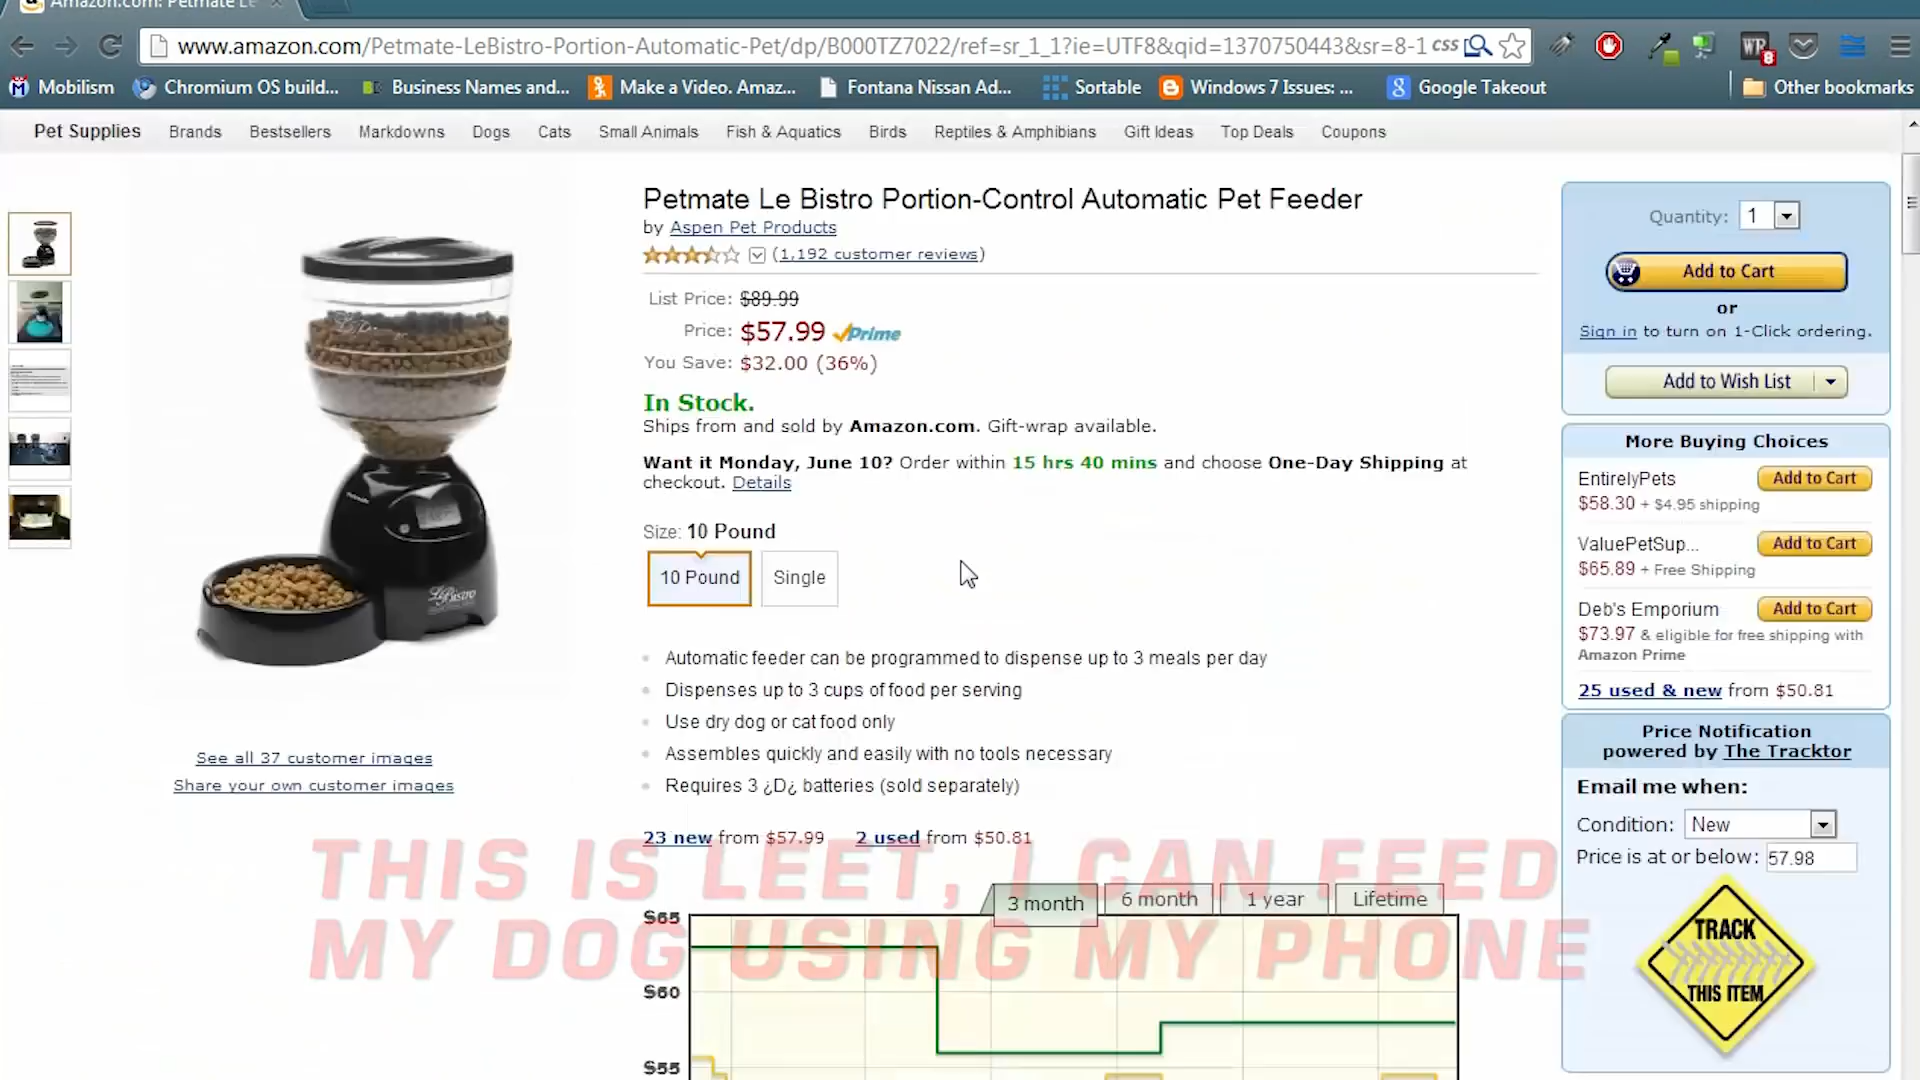 Amazon.com: Petmate Le
www.amazon.com/Petmate-LeBistro-Portion-Automatic-Pet/dp/B000TZ7022/ref=sr_1_1?ie=UTF8&qid=1370750443&sr=8-1 css
WR 8
Mobilism Chromium OS build... Business Names and... Make a Video. Amaz... Fontana Nissan Ad... Sortable Windows 7 Issues: ... Google Takeout Other bookmarks
Pet Supplies Brands Bestsellers Markdowns Dogs Cats Small Animals Fish & Aquatics Birds Reptiles & Amphibians Gift Ideas Top Deals Coupons
Petmate Le Bistro Portion-Control Automatic Pet Feeder
by Aspen Pet Products
(1,192 customer reviews)
List Price: $89.99
Price: $57.99 Prime
You Save: $32.00 (36%)
In Stock.
Ships from and sold by Amazon.com. Gift-wrap available.
Want it Monday, June 10? Order within 15 hrs 40 mins and choose One-Day Shipping at
checkout. Details
Size: 10 Pound
10 Pound Single
LeBistro
Automatic feeder can be programmed to dispense up to 3 meals per day
Dispenses up to 3 cups of food per serving
Use dry dog or cat food only
Assembles quickly and easily with no tools necessary
Requires 3 ¿D¿ batteries (sold separately)
See all 37 customer images
Share your own customer images
23 new from $57.99 2 used from $50.81
THIS IS LEET, I CAN FEED
MY DOG USING MY PHONE
3 month 6 month 1 year Lifetime
$65
$60
$55
Quantity: 1
Add to Cart
or
Sign in to turn on 1-Click ordering.
Add to Wish List
More Buying Choices
EntirelyPets Add to Cart
$58.30 + $4.95 shipping
ValuePetSup... Add to Cart
$65.89 + Free Shipping
Deb's Emporium Add to Cart
$73.97 & eligible for free shipping with
Amazon Prime
25 used & new from $50.81
Price Notification
powered by The Tracktor
Email me when:
Condition: New
Price is at or below: 57.98
TRACK
THIS ITEM